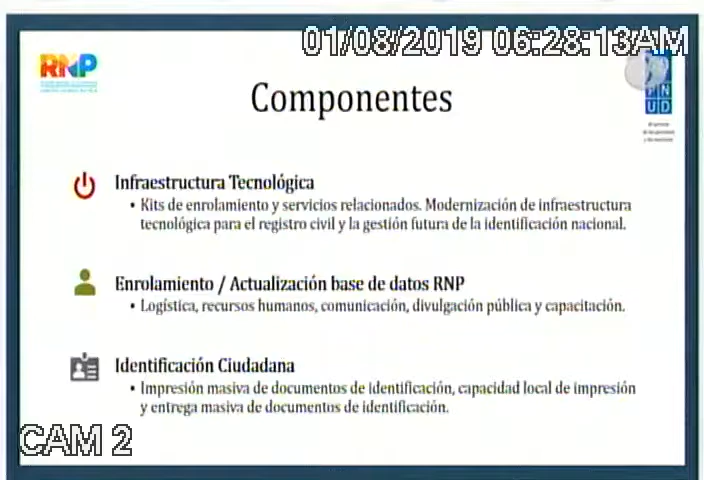 01/08/2019 06:28:13AM
RNP
PNUD
Componentes
Infraestructura Tecnológica
• Kits de enrolamiento y servicios relacionados. Modernización de infraestructura
tecnológica para el registro civil y la gestión futura de la identificación nacional.
Enrolamiento / Actualización base de datos RNP
• Logística, recursos humanos, comunicación, divulgación pública y capacitación.
Identificación Ciudadana
• Impresión masiva de documentos de identificación, capacidad local de impresión
y entrega masiva de documentos de identificación.
CAM 2